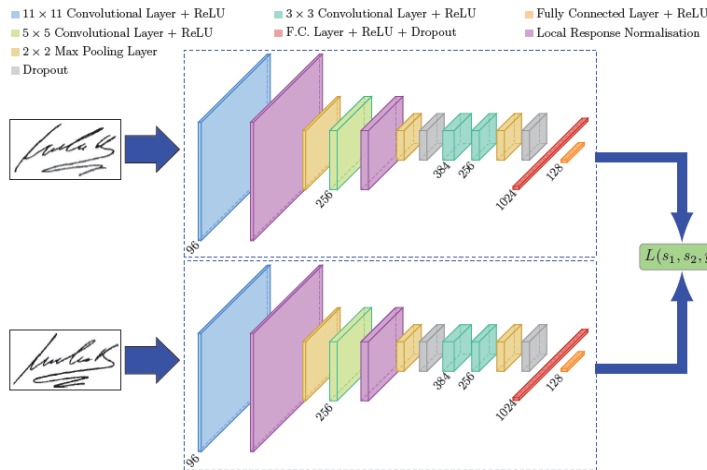 11 × 11 Convolutional Layer + ReLU
5 × 5 Convolutional Layer + ReLU
2 × 2 Max Pooling Layer
Dropout
3 × 3 Convolutional Layer + ReLU
F.C. Layer + ReLU + Dropout
Fully Connected Layer + ReLU
Local Response Normalisation
96
256
384
256
1024
128
L(s₁, s₂,
96
256
384
256
1024
128